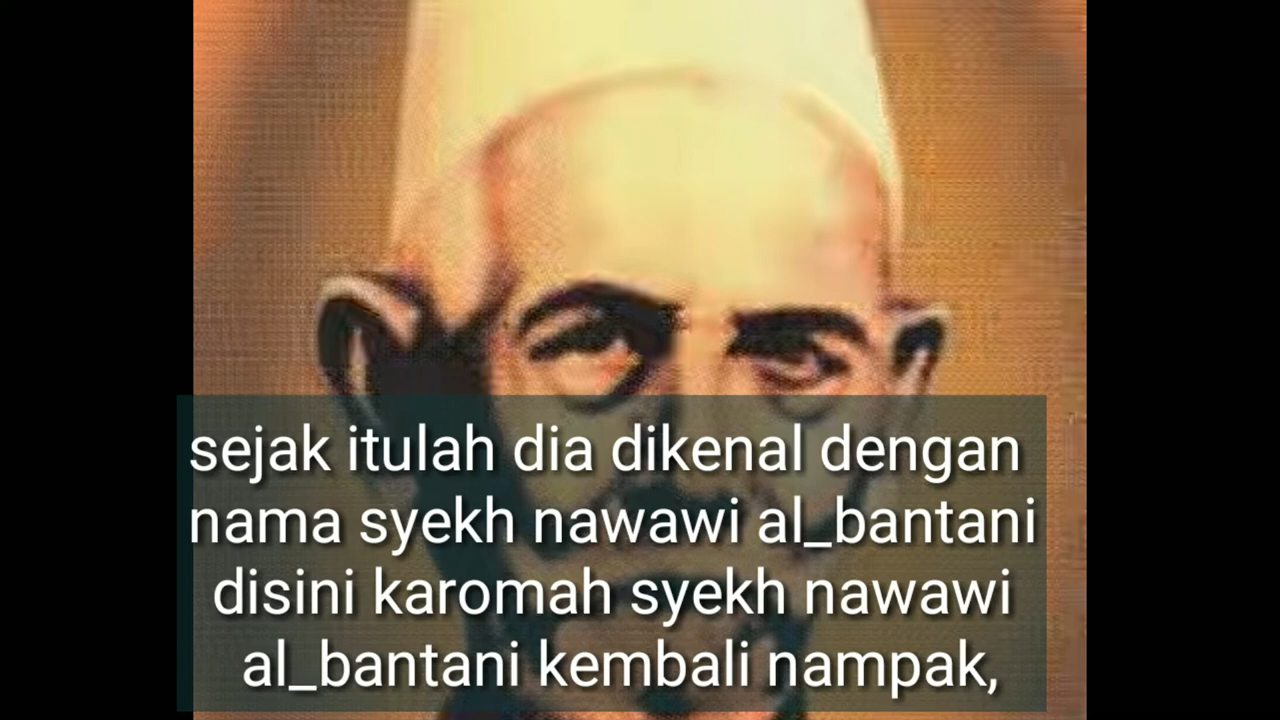 sejak itulah dia dikenal dengan
nama syekh nawawi al_bantani
disini karomah syekh nawawi
al_bantani kembali nampak,